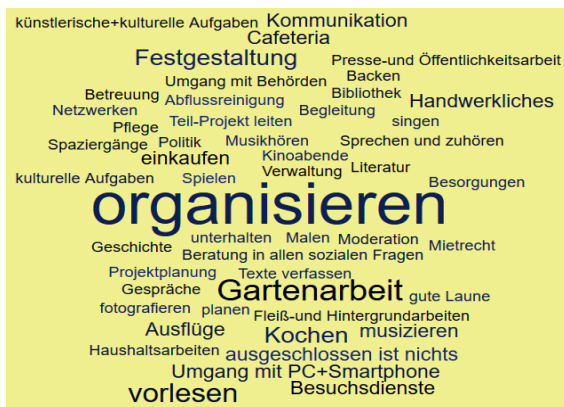 künstlerische+kulturelle Aufgaben Kommunikation
Cafeteria
Festgestaltung Presse-und Öffentlichkeitsarbeit
Umgang mit Behörden Backen
Betreuung Abflussreinigung Bibliothek Handwerkliches
Netzwerken Begleitung
Pflege Teil-Projekt leiten singen
Spaziergänge Politik Musikhören Sprechen und zuhören
einkaufen Kinoabende
Verwaltung Literatur
kulturelle Aufgaben Spielen Besorgungen
organisieren
Geschichte unterhalten Malen Moderation Mietrecht
Beratung in allen sozialen Fragen
Projektplanung Texte verfassen
Gespräche Gartenarbeit gute Laune
fotografieren planen Fleiß-und Hintergrundarbeiten
Ausflüge Kochen musizieren
Haushaltsarbeiten ausgeschlossen ist nichts
Umgang mit PC+Smartphone
vorlesen Besuchsdienste